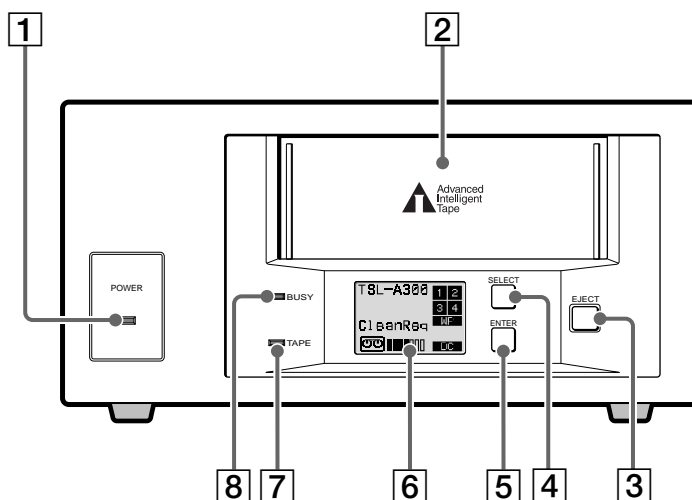 1
2
Advanced
Intelligent
Tape
POWER
BUSY
TAPE
TSL-A300
1 2
3 4
WP
CleanReq
DC
SELECT
ENTER
EJECT
8
7
6
5
4
3